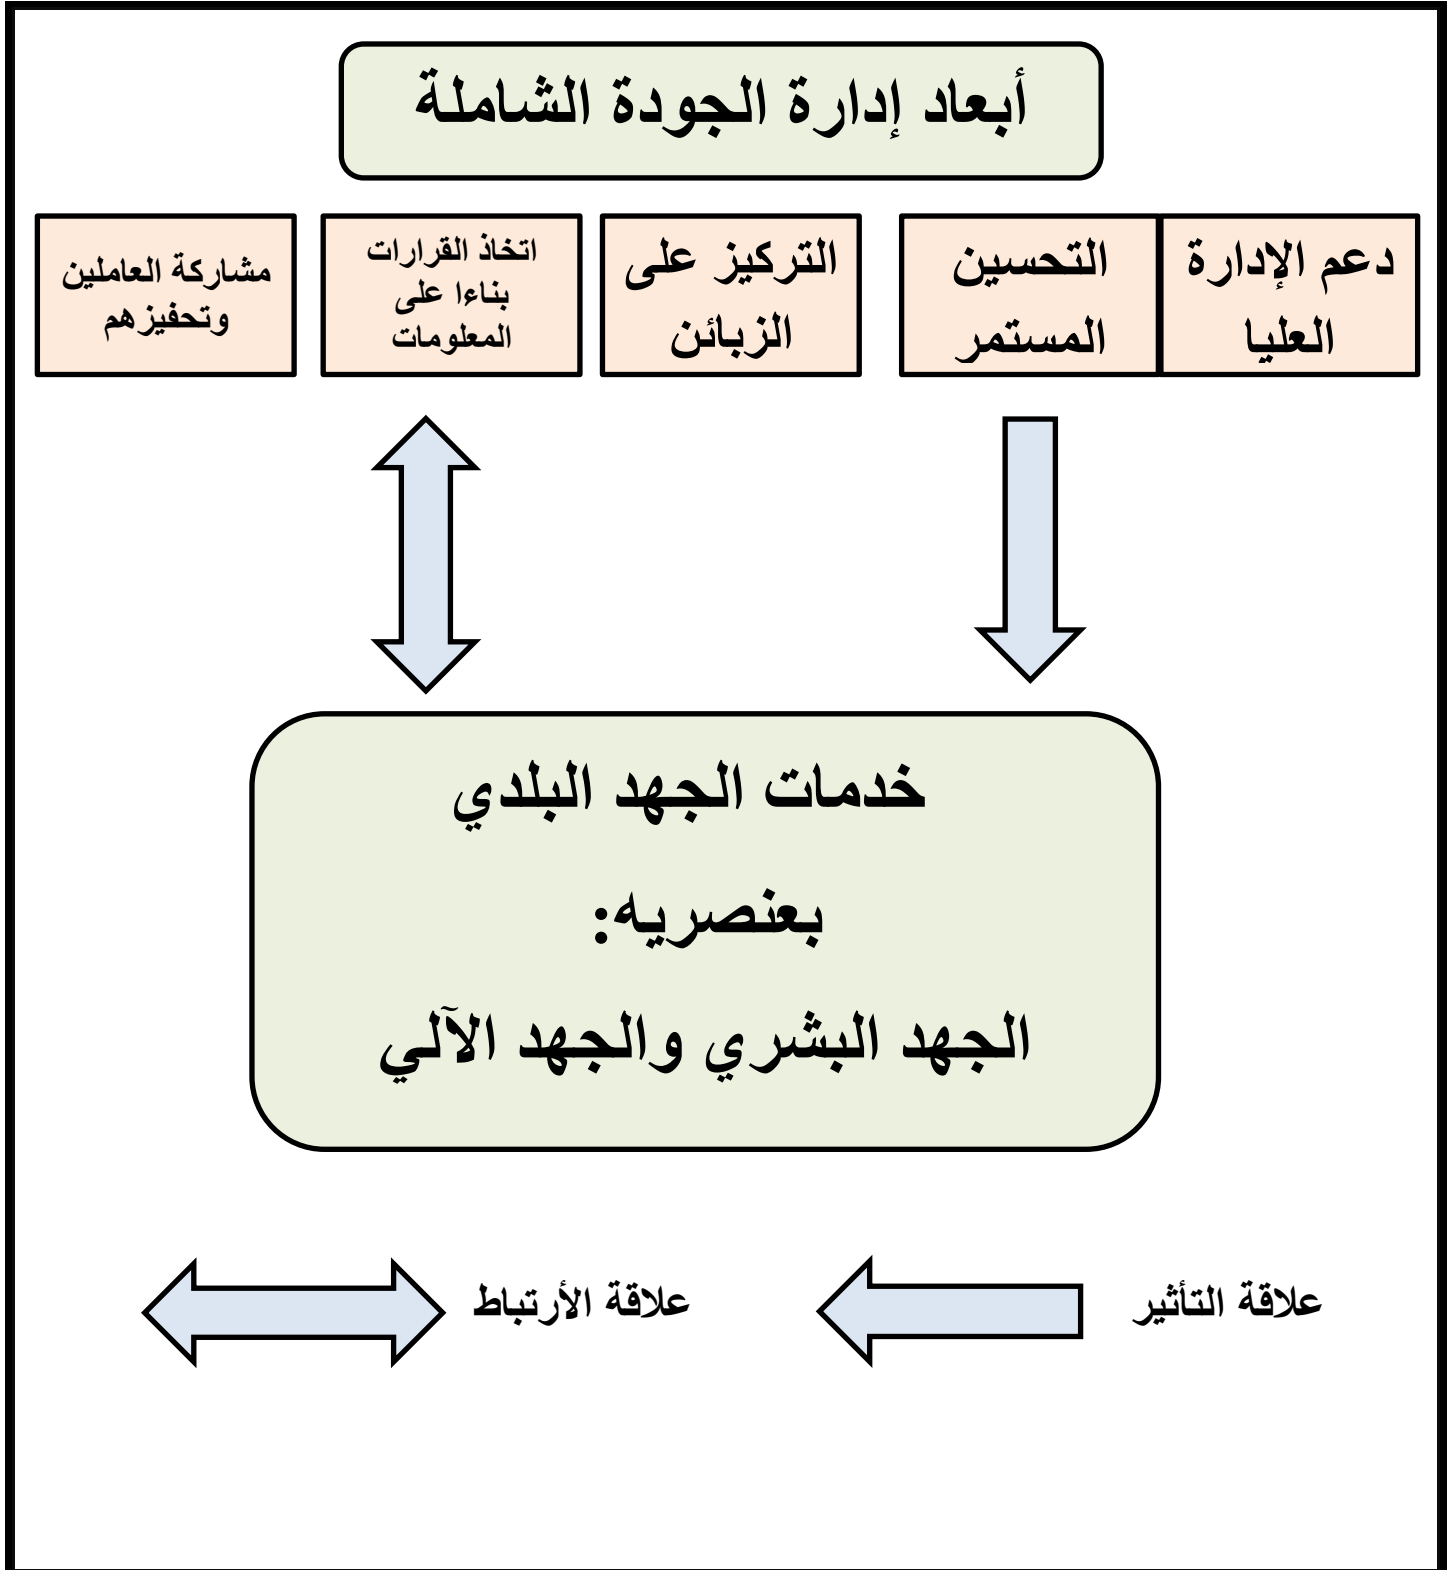 أبعاد إدارة الجودة الشاملة
دعم الإدارة
العليا
التحسين
المستمر
التركيز على
الزبائن
اتخاذ القرارات
بناءا على
المعلومات
مشاركة العاملين
وتحفيزهم
خدمات الجهد البلدي
بعنصريه:
الجهد البشري والجهد الآلي
علاقة التأثير
علاقة الأرتباط